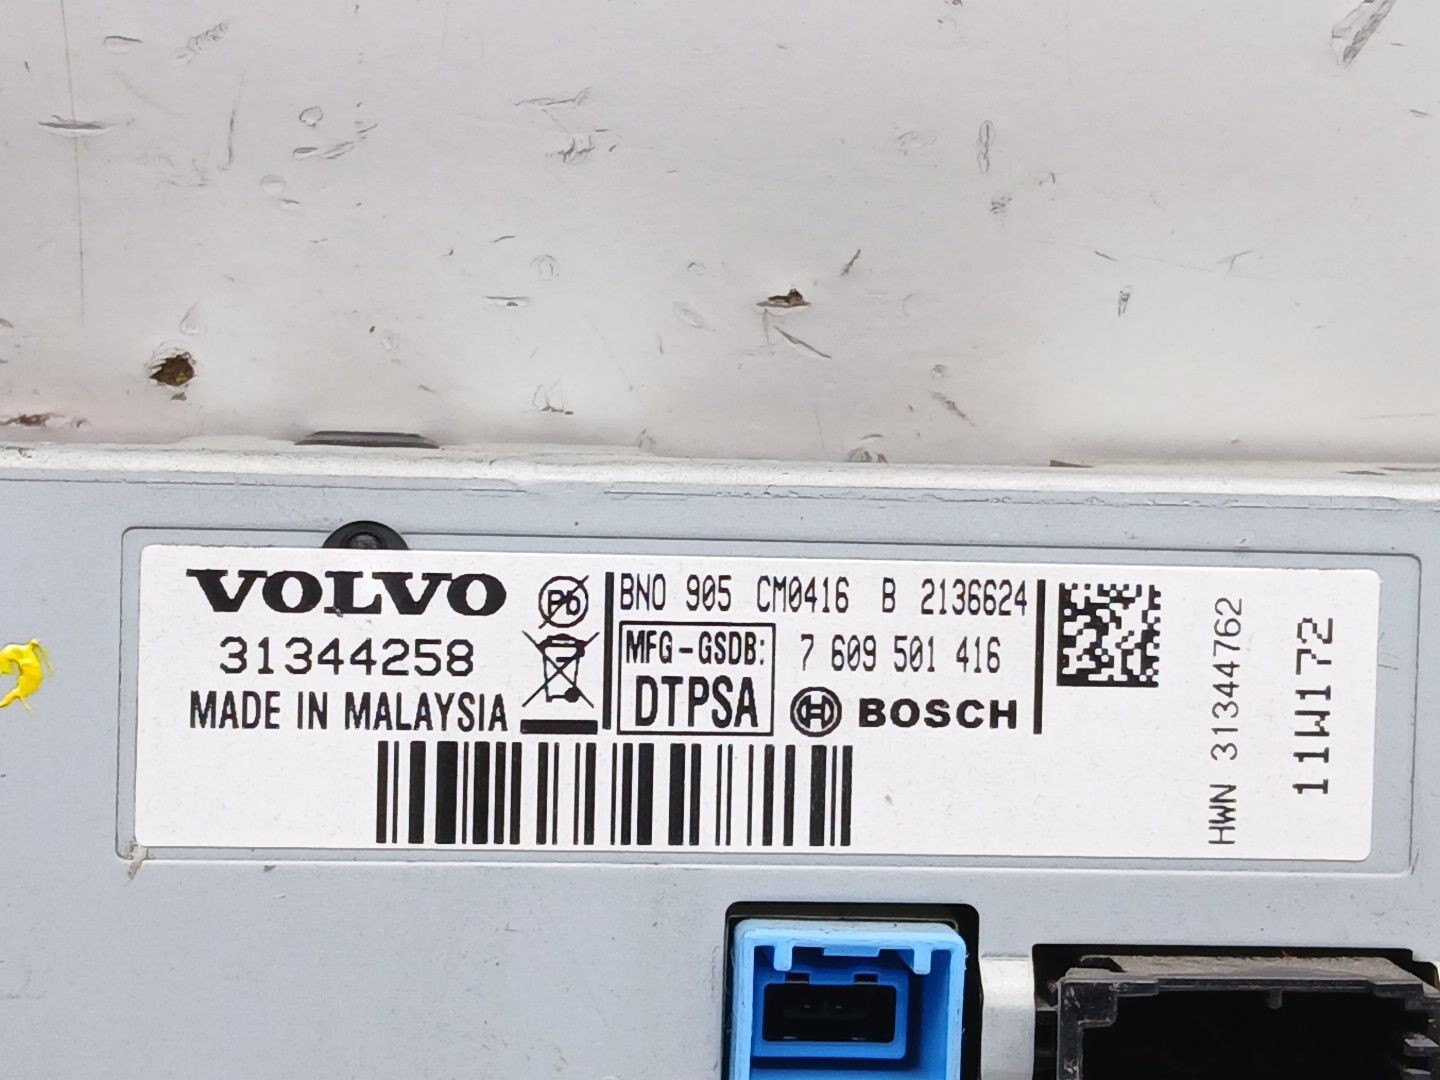 VOLVO
31344258
MADE IN MALAYSIA
Pb
BNO 905 CM0416 B 2136624
MFG-GSDB:
DTPSA
7 609 501 416
BOSCH
HWN 31344762
11W172